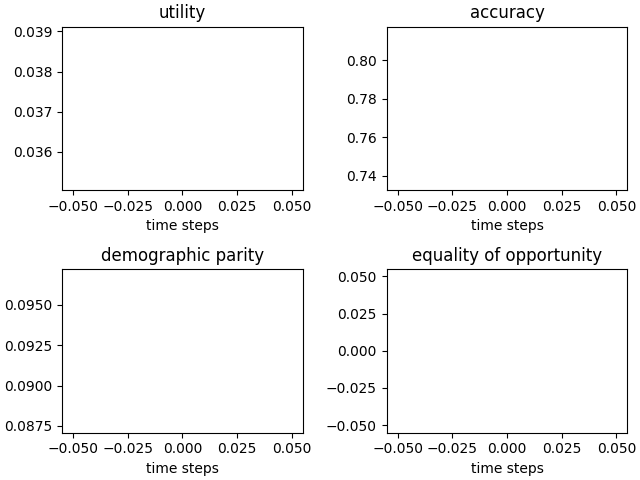 utility
0.039
0.038
0.037
0.036
−0.050 −0.025 0.000 0.025 0.050
time steps
accuracy
0.80
0.78
0.76
0.74
−0.050 −0.025 0.000 0.025 0.050
time steps
demographic parity
0.0950
0.0925
0.0900
0.0875
−0.050 −0.025 0.000 0.025 0.050
time steps
equality of opportunity
0.050
0.025
0.000
−0.025
−0.050
−0.050 −0.025 0.000 0.025 0.050
time steps